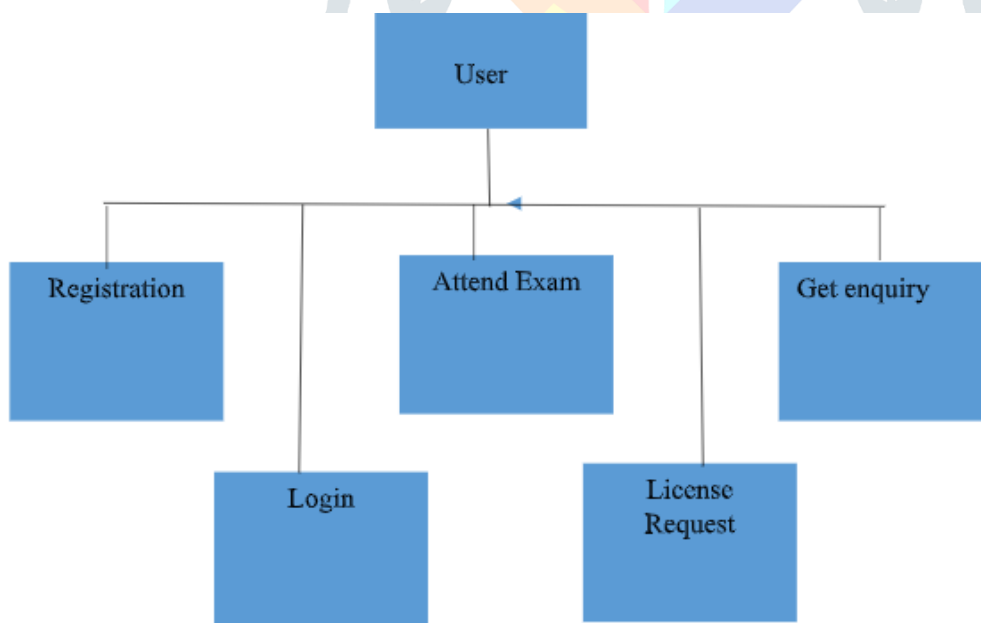 User
Registration
Attend Exam
Get enquiry
Login
License
Request